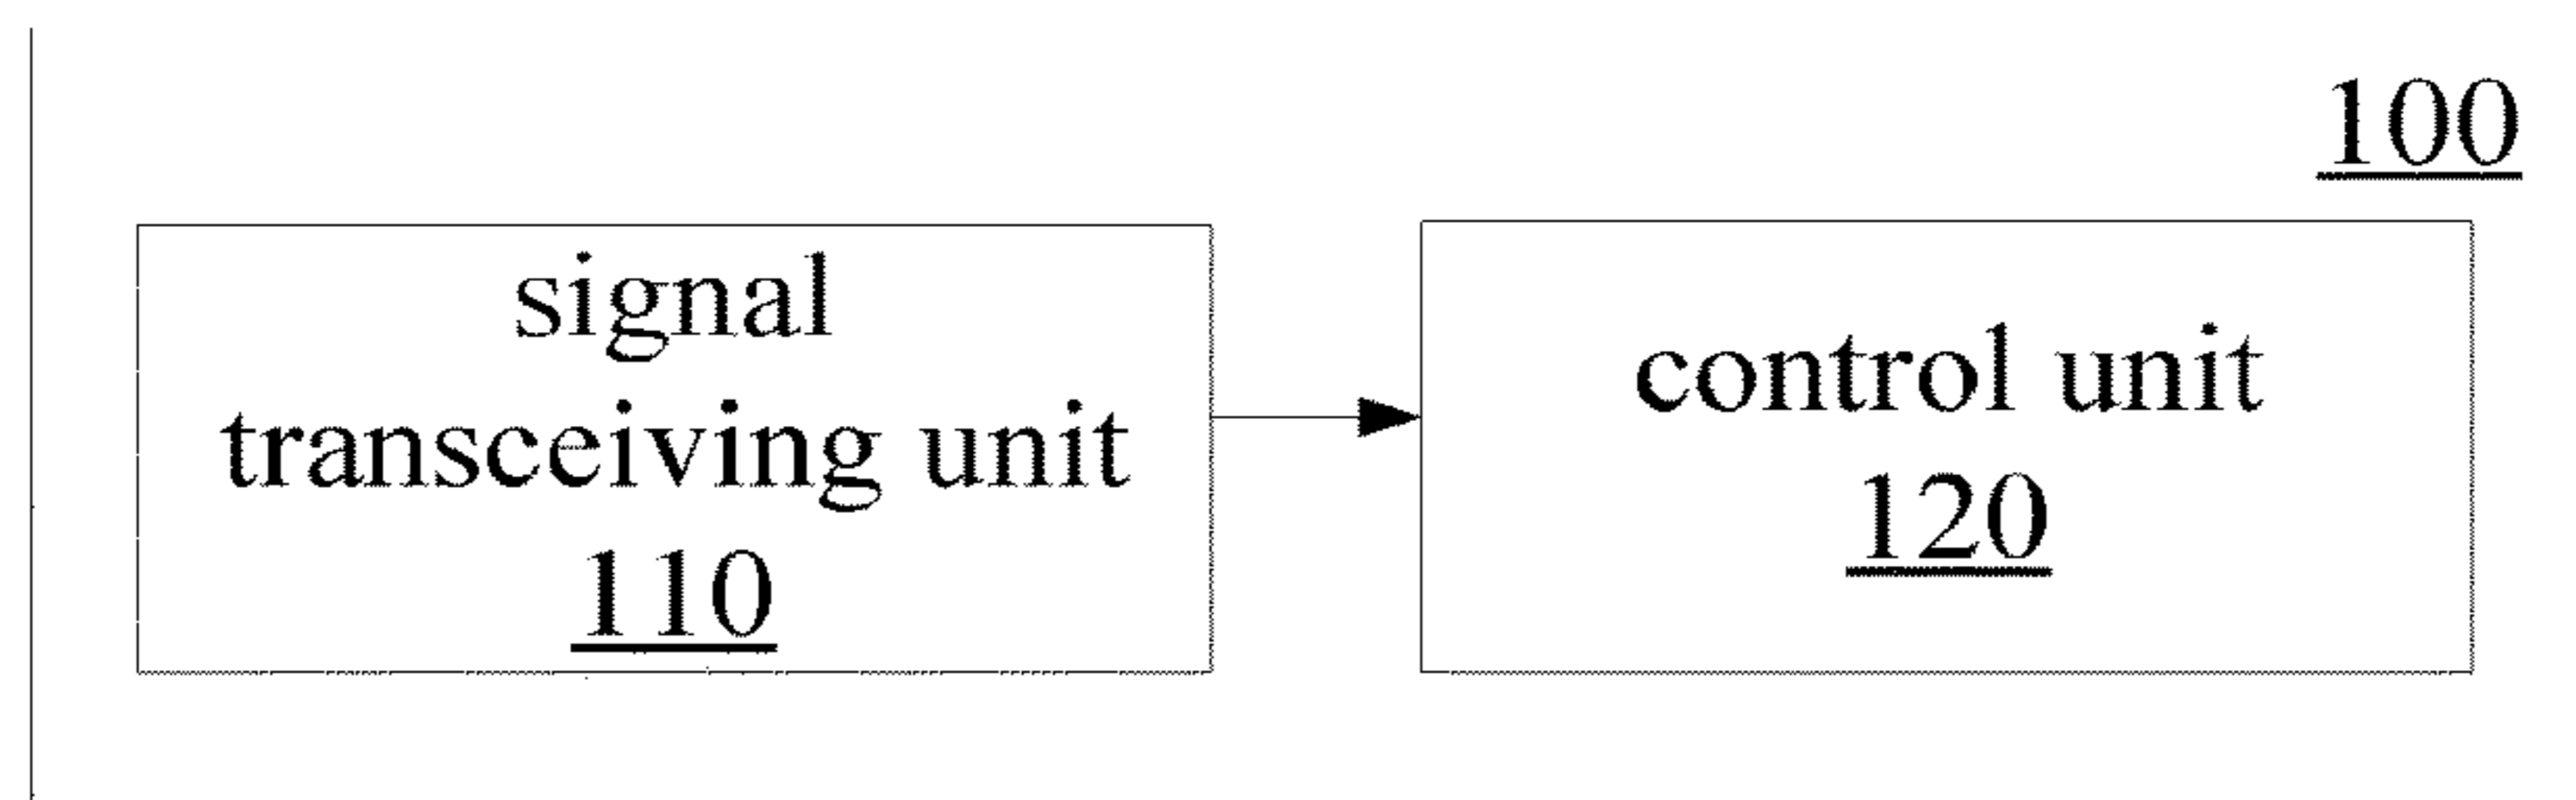 100
signal
transceiving unit
110
control unit
120